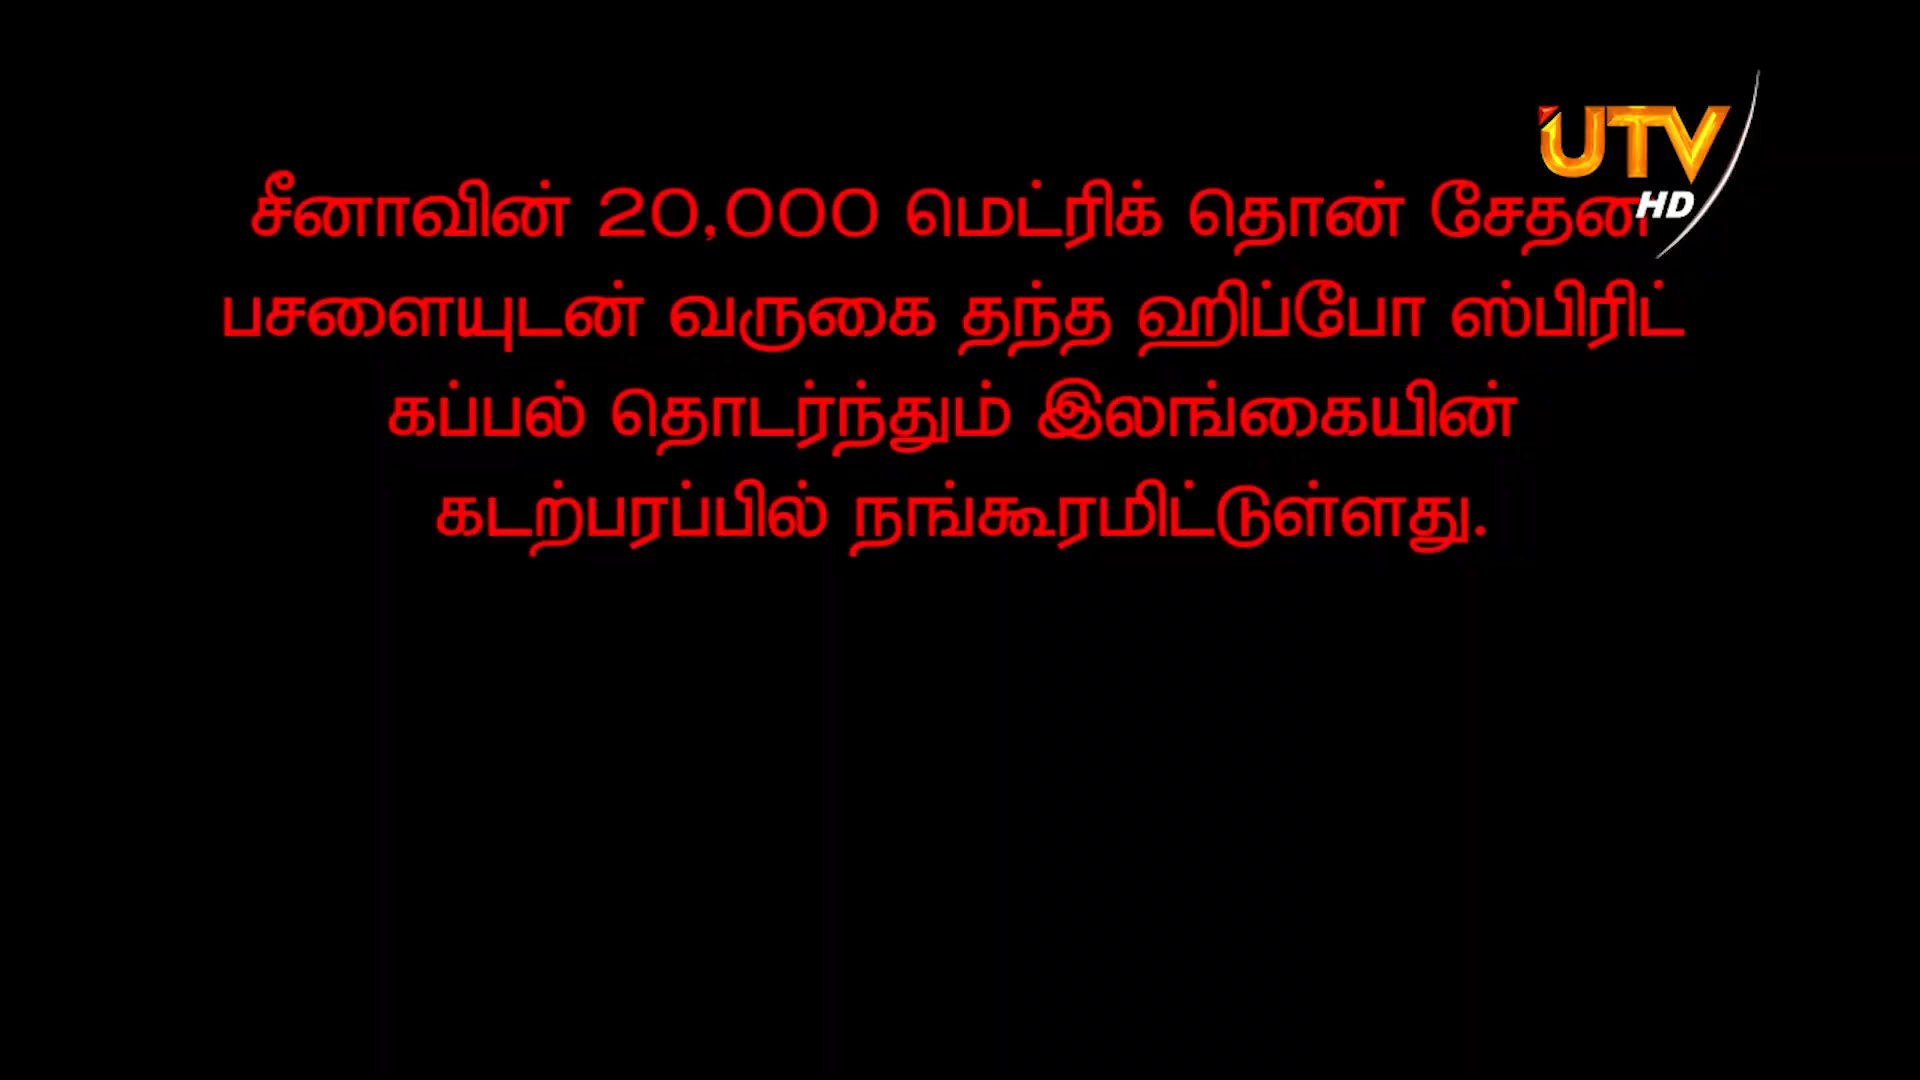 UTV
HD
சீனாவின் 20,000 மெட்ரிக் தொன் சேதன
பசளையுடன் வருகை தந்த ஹிப்போ ஸ்பிரிட்
கப்பல் தொடர்ந்தும் இலங்கையின்
கடற்பரப்பில் நங்கூரமிட்டுள்ளது.